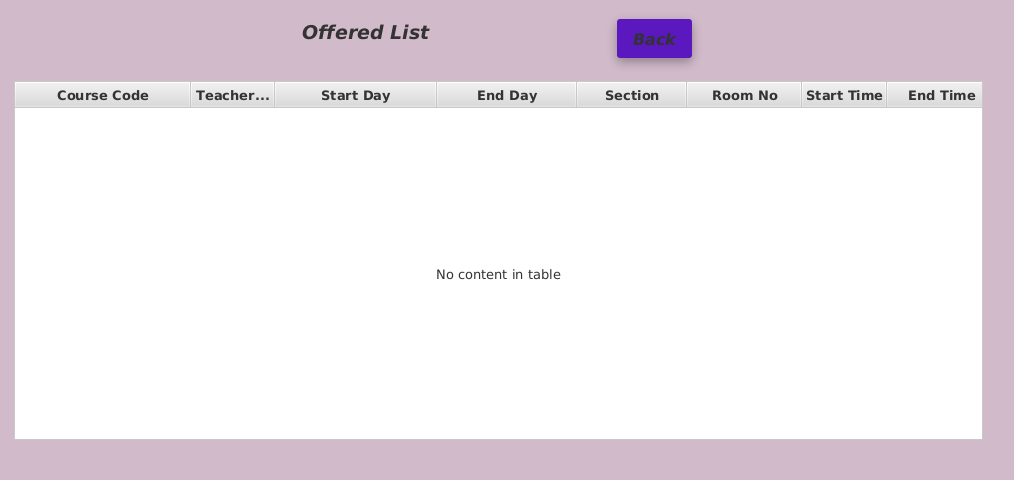 Offered List
Back
Course Code Teacher... Start Day End Day Section Room No Start Time End Time
No content in table